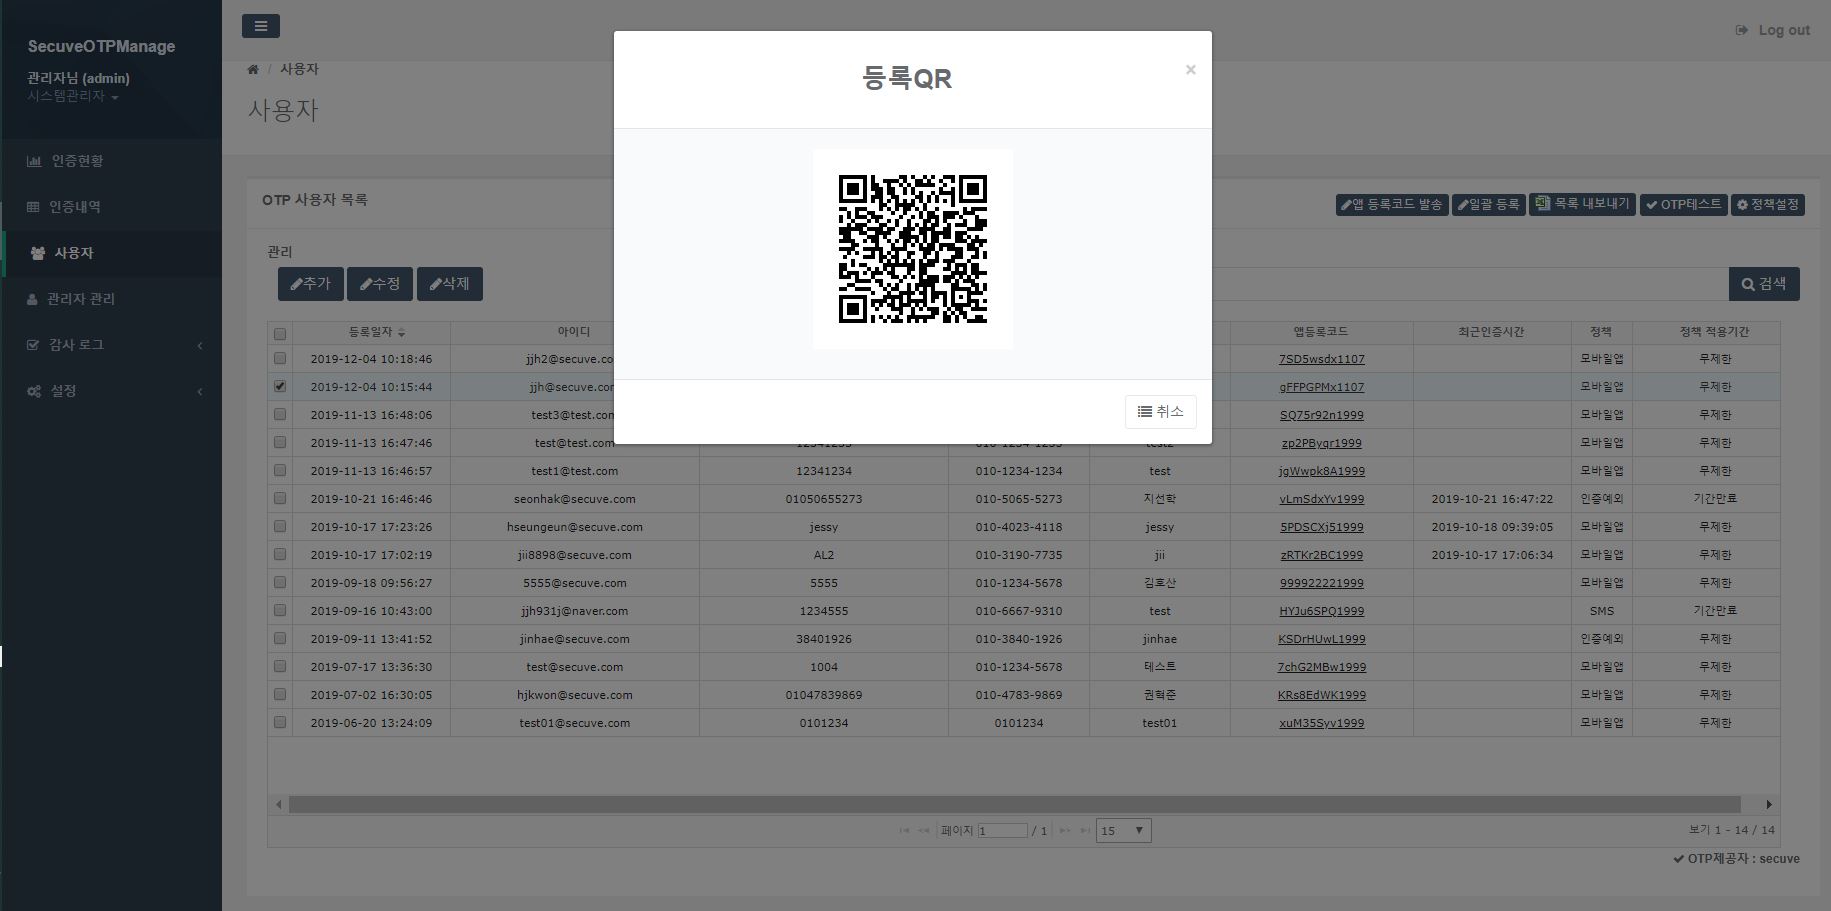 SecuveOTPManage
관리자님 (admin)
시스템관리자
인증현황
인증내역
사용자
관리자 관리
감사 로그
설정
Log out
/ 사용자
사용자
등록QR
×
취소
OTP 사용자 목록
앱 등록코드 발송 일괄 등록 목록 내보내기 OTP테스트 정책설정
관리
추가 수정 삭제 검색
등록일자 아이디 앱등록코드 최근인증시간 정책 정책 적용기간
2019-12-04 10:18:46 jjh2@secuve.co 7SD5wsdx1107 모바일앱 무제한
2019-12-04 10:15:44 jjh@secuve.com gFFPGPMx1107 모바일앱 무제한
2019-11-13 16:48:06 test3@test.com SQ75r92n1999 모바일앱 무제한
2019-11-13 16:47:46 test@test.com 12341233 010-1234-1233 test2 zp2PByqr1999 모바일앱 무제한
2019-11-13 16:46:57 test1@test.com 12341234 010-1234-1234 test jgWwpk8A1999 모바일앱 무제한
2019-10-21 16:46:46 seonhak@secuve.com 01050655273 010-5065-5273 지선학 vLmSdxYv1999 2019-10-21 16:47:22 인증예외 기간만료
2019-10-17 17:23:26 hseungeun@secuve.com jessy 010-4023-4118 jessy 5PDSCXj51999 2019-10-18 09:39:05 모바일앱 무제한
2019-10-17 17:02:19 jii8898@secuve.com AL2 010-3190-7735 jii zRTKr2BC1999 2019-10-17 17:06:34 모바일앱 무제한
2019-09-18 09:56:27 5555@secuve.com 5555 010-1234-5678 김호산 999922221999 모바일앱 무제한
2019-09-16 10:43:00 jjh931j@naver.com 1234555 010-6667-9310 test HYJu6SPQ1999 SMS 기간만료
2019-09-11 13:41:52 jinhae@secuve.com 38401926 010-3840-1926 jinhae KSDrHUwL1999 인증예외 무제한
2019-07-17 13:36:30 test@secuve.com 1004 010-1234-5678 테스트 7chG2MBw1999 모바일앱 무제한
2019-07-02 16:30:05 hjkwon@secuve.com 01047839869 010-4783-9869 권혁준 KRs8EdWK1999 모바일앱 무제한
2019-06-20 13:24:09 test01@secuve.com 0101234 0101234 test01 xuM35Syv1999 모바일앱 무제한
페이지 1 / 1 15 보기 1 - 14 / 14
OTP제공자 : secuve